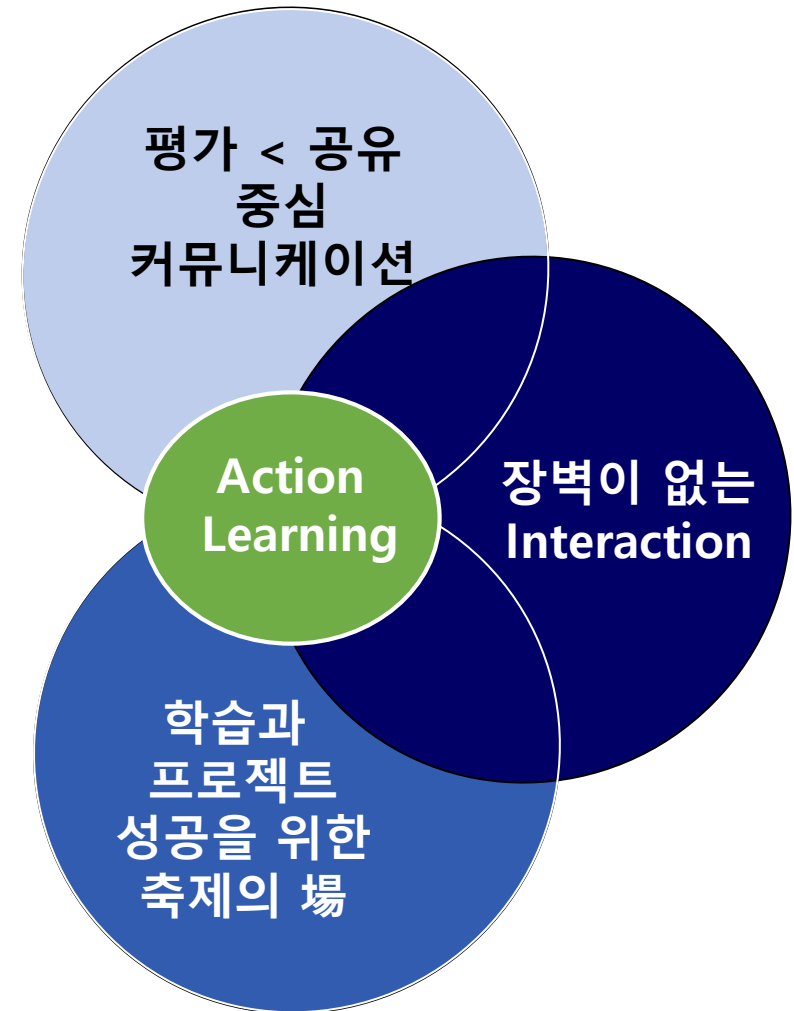 평가 < 공유
중심
커뮤니케이션
Action
Learning
장벽이 없는
Interaction
학습과
프로젝트
성공을 위한
축제의 場